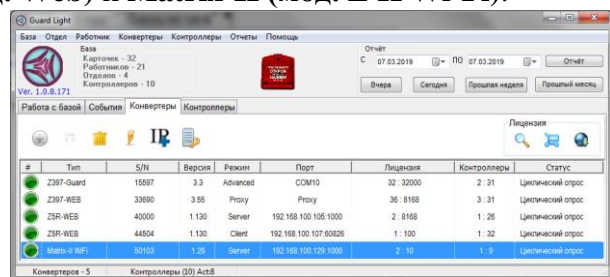 Guard Light
База Отдел Работник Конвертеры Контроллеры Отчеты Помощь
База
Карточек - 32
Работников - 21
Отделов - 4
Контроллеров - 10
Ver. 1.0.8.171
Отчёт
С 07.03.2019 ПО 07.03.2019 Отчёт
Вчера Сегодня Прошлая неделя Прошлый месяц
Работа с базой События Конвертеры Контроллеры
IP
Лицензия
# Тип S/N Версия Режим Порт Лицензия Контроллеры Статус
Z397-Guard 15597 3.3 Advanced COM10 32 : 32000 2 : 31 Циклический опрос
Z397-WEB 33690 3.55 Proxy Proxy 36 : 8168 3 : 31 Циклический опрос
Z5R-WEB 40000 1.130 Server 192.168.100.105:1000 2 : 8168 1 : 26 Циклический опрос
Z5R-WEB 44504 1.130 Client 192.168.100.107:60826 1 : 100 1 : 32 Циклический опрос
Matrix-II WiFi 50103 1.26 Server 192.168.100.129:1000 2 : 10 1 : 9 Циклический опрос
Конвертеров - 5 Контроллеры (10) Act:8